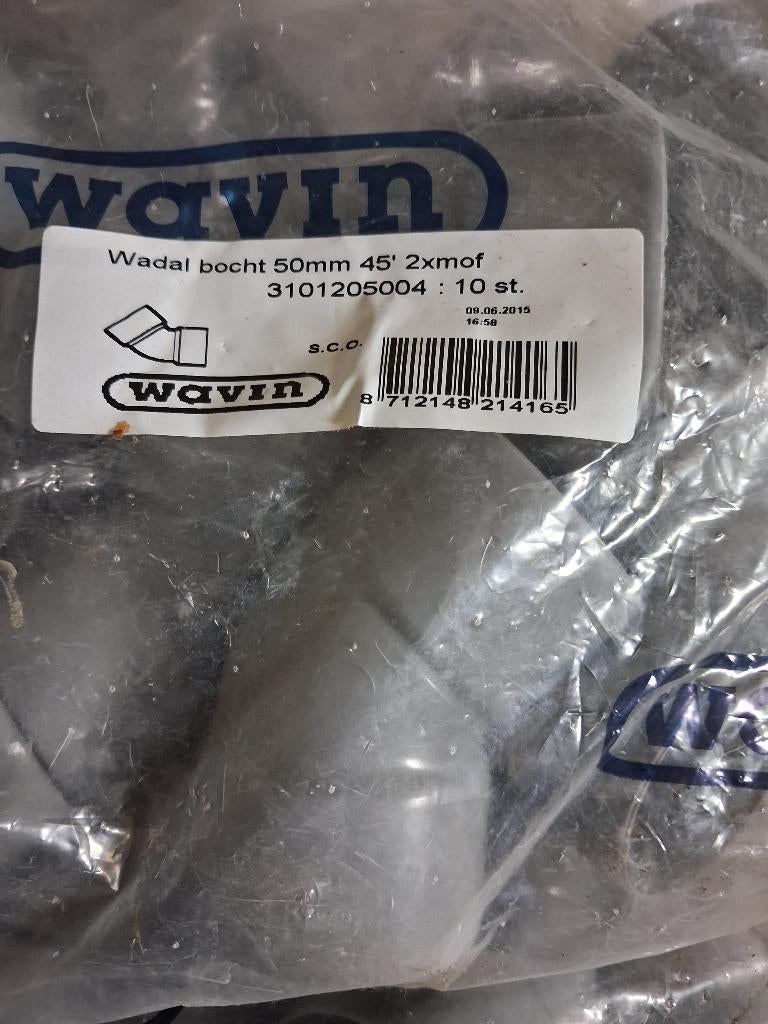 wavin
Wadal bocht 50mm 45' 2xmof
3101205004 : 10 st.
09.06.2015
16:58
s.c.o.
wavin
8 712148 214165